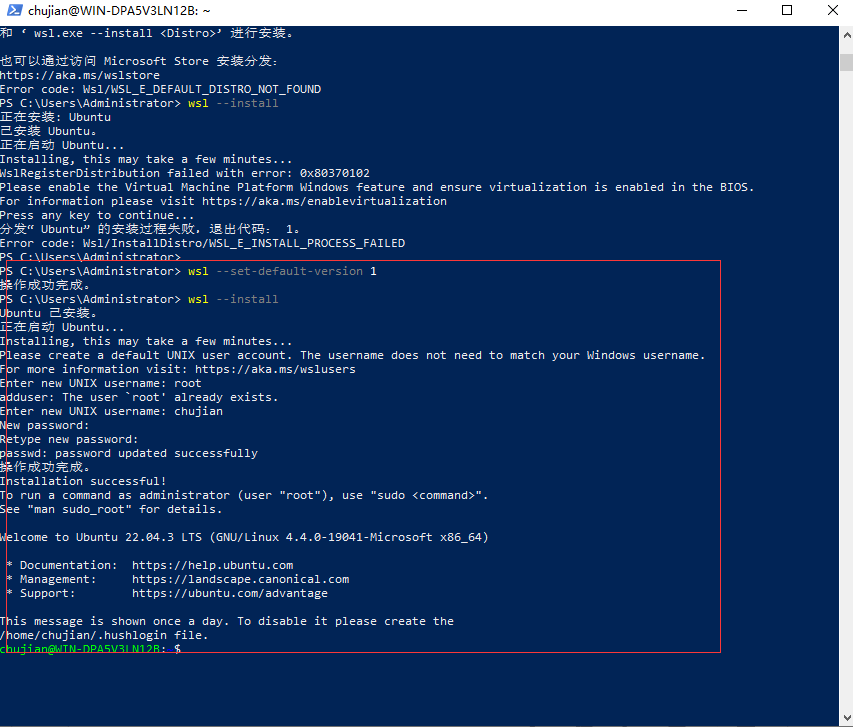 chujian@WIN-DPA5V3LN12B: ~
和 ‘ wsl.exe --install <Distro>’ 进行安装。
也可以通过访问 Microsoft Store 安装分发:
https://aka.ms/wslstore
Error code: Wsl/WSL_E_DEFAULT_DISTRO_NOT_FOUND
PS C:\Users\Administrator> wsl --install
正在安装: Ubuntu
已安装 Ubuntu。
正在启动 Ubuntu...
Installing, this may take a few minutes...
WslRegisterDistribution failed with error: 0x80370102
Please enable the Virtual Machine Platform Windows feature and ensure virtualization is enabled in the BIOS.
For information please visit https://aka.ms/enablevirtualization
Press any key to continue...
分发“ Ubuntu” 的安装过程失败，退出代码: 1。
Error code: Wsl/InstallDistro/WSL_E_INSTALL_PROCESS_FAILED
PS C:\Users\Administrator>
PS C:\Users\Administrator> wsl --set-default-version 1
操作成功完成。
PS C:\Users\Administrator> wsl --install
Ubuntu 已安装。
正在启动 Ubuntu...
Installing, this may take a few minutes...
Please create a default UNIX user account. The username does not need to match your Windows username.
For more information visit: https://aka.ms/wslusers
Enter new UNIX username: root
adduser: The user `root' already exists.
Enter new UNIX username: chujian
New password:
Retype new password:
passwd: password updated successfully
操作成功完成。
Installation successful!
To run a command as administrator (user "root"), use "sudo <command>".
See "man sudo_root" for details.
Welcome to Ubuntu 22.04.3 LTS (GNU/Linux 4.4.0-19041-Microsoft x86_64)
* Documentation: https://help.ubuntu.com
* Management: https://landscape.canonical.com
* Support: https://ubuntu.com/advantage
This message is shown once a day. To disable it please create the
/home/chujian/.hushlogin file.
chujian@WIN-DPA5V3LN12B: $